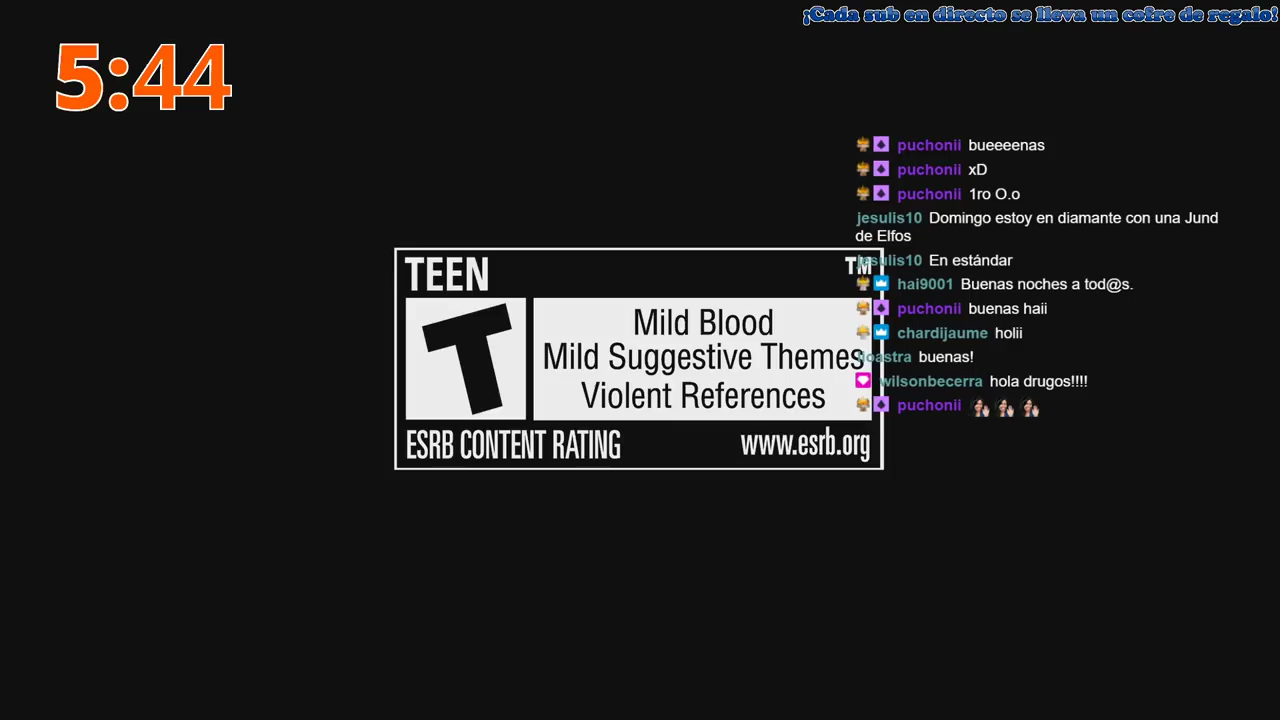 ¡Cada sub en directo se lleva un cofre de regalo!
5:44
puchonii bueeeenas
puchonii xD
puchonii 1ro O.o
jesulis10 Domingo estoy en diamante con una Jund
de Elfos
jesulis10 En estándar
hai9001 Buenas noches a tod@s.
puchonii buenas haii
chardijaume holii
buenas!
wilsonbecerra hola drugos!!!!
puchonii
TEEN
TM
T
Mild Blood
Mild Suggestive Themes
Violent References
ESRB CONTENT RATING
www.esrb.org